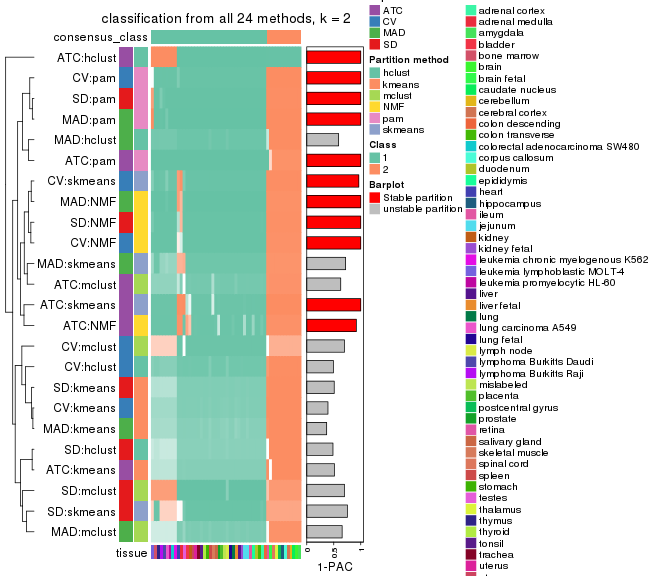 classification from all 24 methods, k = 2
consensus_class
ATC:hclust
CV:pam
SD:pam
MAD:pam
MAD:hclust
ATC:pam
CV:skmeans
MAD:NMF
SD:NMF
CV:NMF
MAD:skmeans
ATC:mclust
ATC:skmeans
ATC:NMF
CV:mclust
CV:hclust
SD:kmeans
CV:kmeans
MAD:kmeans
SD:hclust
ATC:kmeans
SD:mclust
SD:skmeans
MAD:mclust
tissue
0
0.5
1
1-PAC
ATC
CV
MAD
SD
Partition method
hclust
kmeans
mclust
NMF
pam
skmeans
Class
1
2
Barplot
Stable partition
unstable partition
adrenal cortex
adrenal medulla
amygdala
bladder
bone marrow
brain
brain fetal
caudate nucleus
cerebellum
cerebral cortex
colon descending
colon transverse
colorectal adenocarcinoma SW480
corpus callosum
duodenum
epididymis
heart
hippocampus
ileum
jejunum
kidney
kidney fetal
leukemia chronic myelogenous K562
leukemia lymphoblastic MOLT-4
leukemia promyelocytic HL-60
liver
liver fetal
lung
lung carcinoma A549
lung fetal
lymph node
lymphoma Burkitts Daudi
lymphoma Burkitts Raji
mislabeled
placenta
postcentral gyrus
prostate
retina
salivary gland
skeletal muscle
spinal cord
spleen
stomach
testes
thalamus
thymus
thyroid
tonsil
trachea
uterus